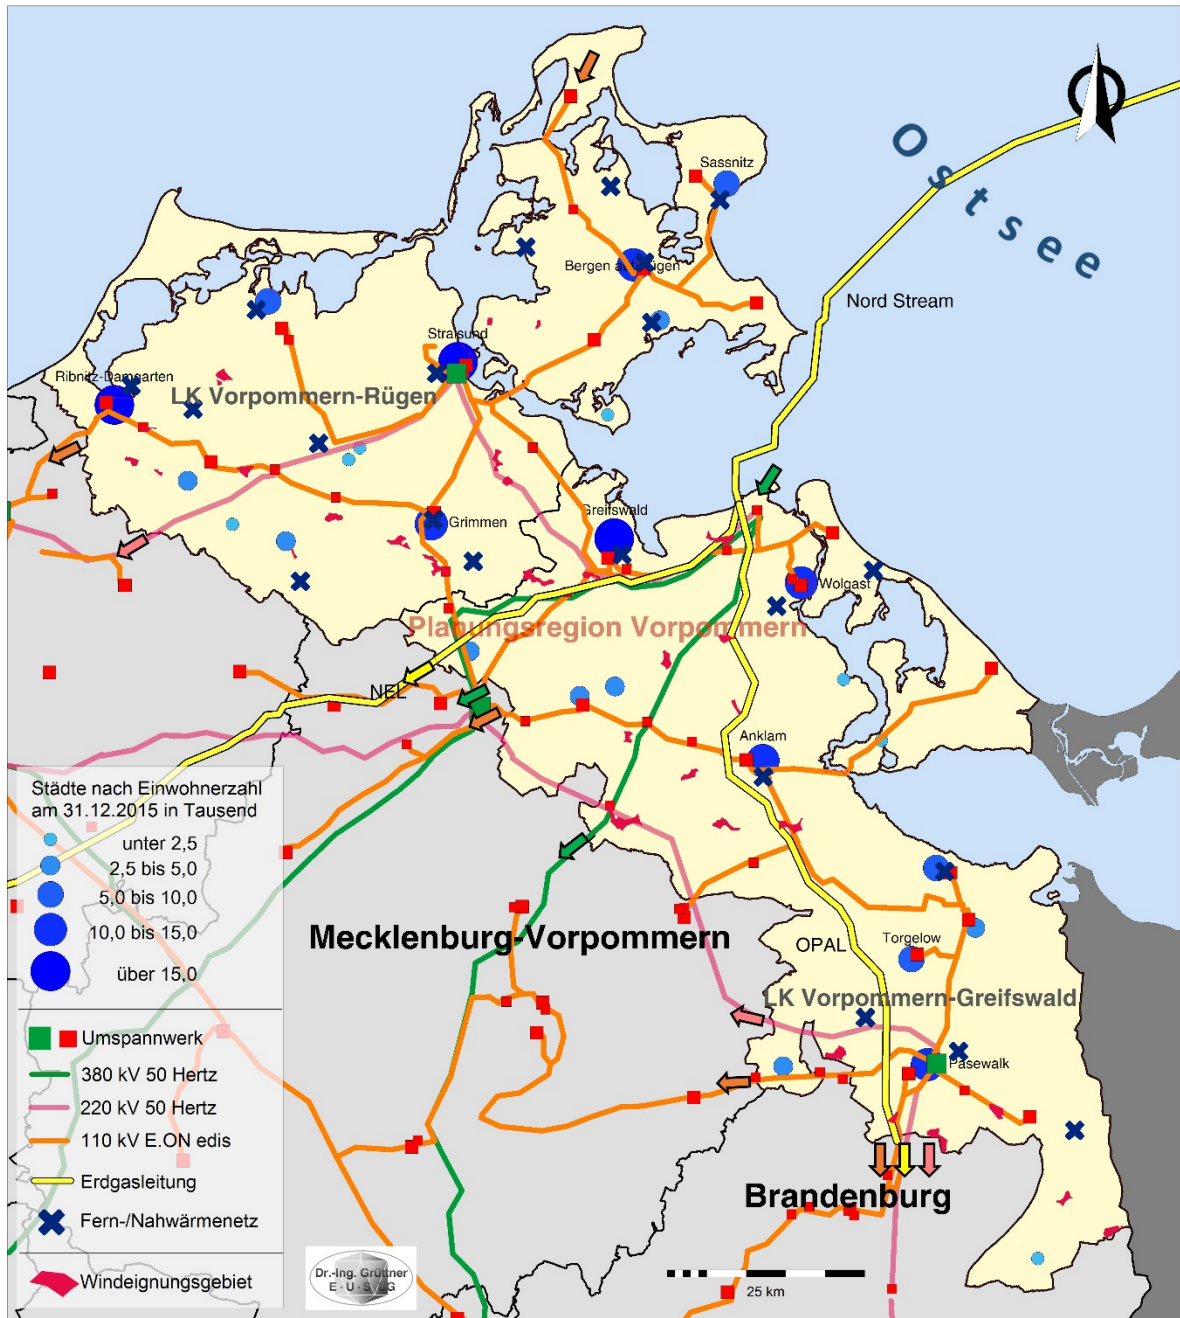 Ostsee
Sassnitz
Bergen auf Rügen
Nord Stream
Stralsund
Ribnitz-Damgarten
LK Vorpommern-Rügen
Greifswald
Grimmen
Wolgast
Planungsregion Vorpommern
NEL
Anklam
Städte nach Einwohnerzahl
am 31.12.2015 in Tausend
unter 2,5
2,5 bis 5,0
5,0 bis 10,0
10,0 bis 15,0
über 15,0
Mecklenburg-Vorpommern
OPAL
Torgelow
LK Vorpommern-Greifswald
Pasewalk
Umspannwerk
380 kV 50 Hertz
220 kV 50 Hertz
110 kV E.ON edis
Erdgasleitung
Fern-/Nahwärmenetz
Windeignungsgebiet
Brandenburg
Dr.-Ing. Grüttner
E·U·S·G
25 km